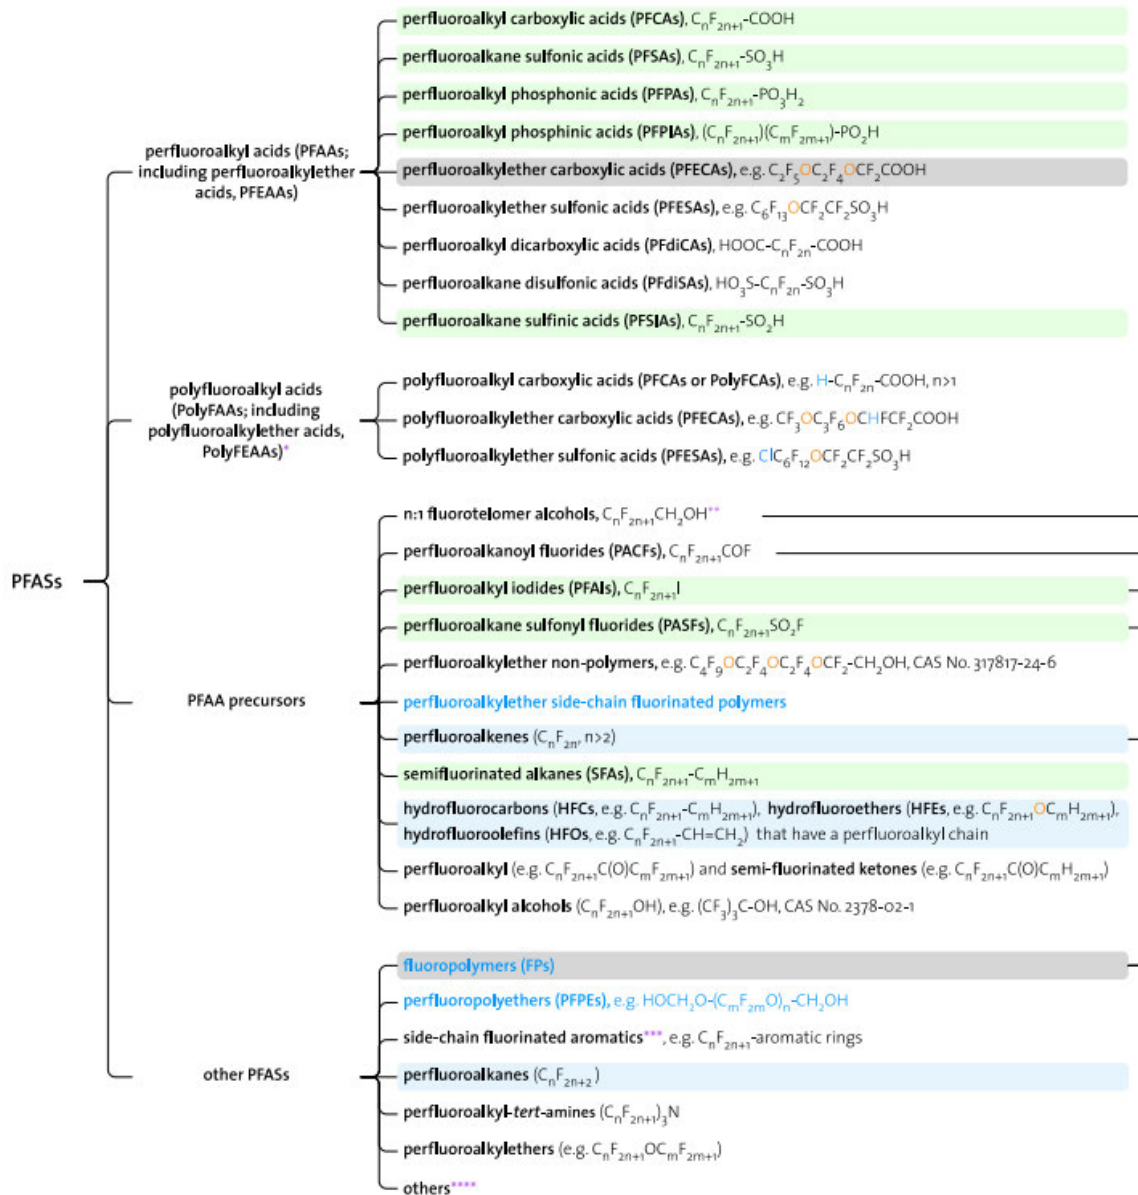 perfluoroalkyl carboxylic acids (PFCAs), CₙF₂ₙ₊₁-COOH
perfluoroalkane sulfonic acids (PFSAs), CₙF₂ₙ₊₁-SO₃H
perfluoroalkyl phosphonic acids (PFPAs), CₙF₂ₙ₊₁-PO₃H₂
perfluoroalkyl phosphinic acids (PFPIAs), (CₙF₂ₙ₊₁)(CₘF₂ₘ₊₁)-PO₂H
perfluoroalkyl acids (PFAAs;
including perfluoroalkylether
acids, PFEAAs)
perfluoroalkylether carboxylic acids (PFECAs), e.g. C₂F₅OC₂F₄OCF₂COOH
perfluoroalkylether sulfonic acids (PFESAs), e.g. C₆F₁₃OCF₂CF₂SO₃H
perfluoroalkyl dicarboxylic acids (PFdiCAs), HOOC-CₙF₂ₙ-COOH
perfluoroalkane disulfonic acids (PFdiSAs), HO₃S-CₙF₂ₙ-SO₃H
perfluoroalkane sulfinic acids (PFSIAs), CₙF₂ₙ₊₁-SO₂H
polyfluoroalkyl acids
(PolyFAAs; including
polyfluoroalkylether acids,
PolyFEAAs)*
polyfluoroalkyl carboxylic acids (PFCAs or PolyFCAs), e.g. H-CₙF₂ₙ-COOH, n>1
polyfluoroalkylether carboxylic acids (PFECAs), e.g. CF₃OC₃F₆OCHFCF₂COOH
polyfluoroalkylether sulfonic acids (PFESAs), e.g. ClC₆F₁₂OCF₂CF₂SO₃H
PFASs
n:1 fluorotelomer alcohols, CₙF₂ₙ₊₁CH₂OH**
perfluoroalkanoyl fluorides (PACFs), CₙF₂ₙ₊₁COF
perfluoroalkyl iodides (PFAIs), CₙF₂ₙ₊₁I
perfluoroalkane sulfonyl fluorides (PASFs), CₙF₂ₙ₊₁SO₂F
perfluoroalkylether non-polymers, e.g. C₄F₉OC₂F₄OC₂F₄OCF₂-CH₂OH, CAS No. 317817-24-6
PFAA precursors
perfluoroalkylether side-chain fluorinated polymers
perfluoroalkenes (CₙF₂ₙ, n>2)
semifluorinated alkanes (SFAs), CₙF₂ₙ₊₁-CₘH₂ₘ₊₁
hydrofluorocarbons (HFCs, e.g. CₙF₂ₙ₊₁-CₘH₂ₘ₊₁), hydrofluoroethers (HFEs, e.g. CₙF₂ₙ₊₁OCₘH₂ₘ₊₁),
hydrofluoroolefins (HFOs, e.g. CₙF₂ₙ₊₁-CH=CH₂) that have a perfluoroalkyl chain
perfluoroalkyl (e.g. CₙF₂ₙ₊₁C(O)CₘF₂ₘ₊₁) and semi-fluorinated ketones (e.g. CₙF₂ₙ₊₁C(O)CₘH₂ₘ₊₁)
perfluoroalkyl alcohols (CₙF₂ₙ₊₁OH), e.g. (CF₃)₃C-OH, CAS No. 2378-02-1
other PFASs
fluoropolymers (FPs)
perfluoropolyethers (PFPEs), e.g. HOCH₂O-(CₘF₂ₘO)ₙ-CH₂OH
side-chain fluorinated aromatics***, e.g. CₙF₂ₙ₊₁-aromatic rings
perfluoroalkanes (CₙF₂ₙ₊₂)
perfluoroalkyl-tert-amines (CₙF₂ₙ₊₁)₃N
perfluoroalkylethers (e.g. CₙF₂ₙ₊₁OCₘF₂ₘ₊₁)
others****